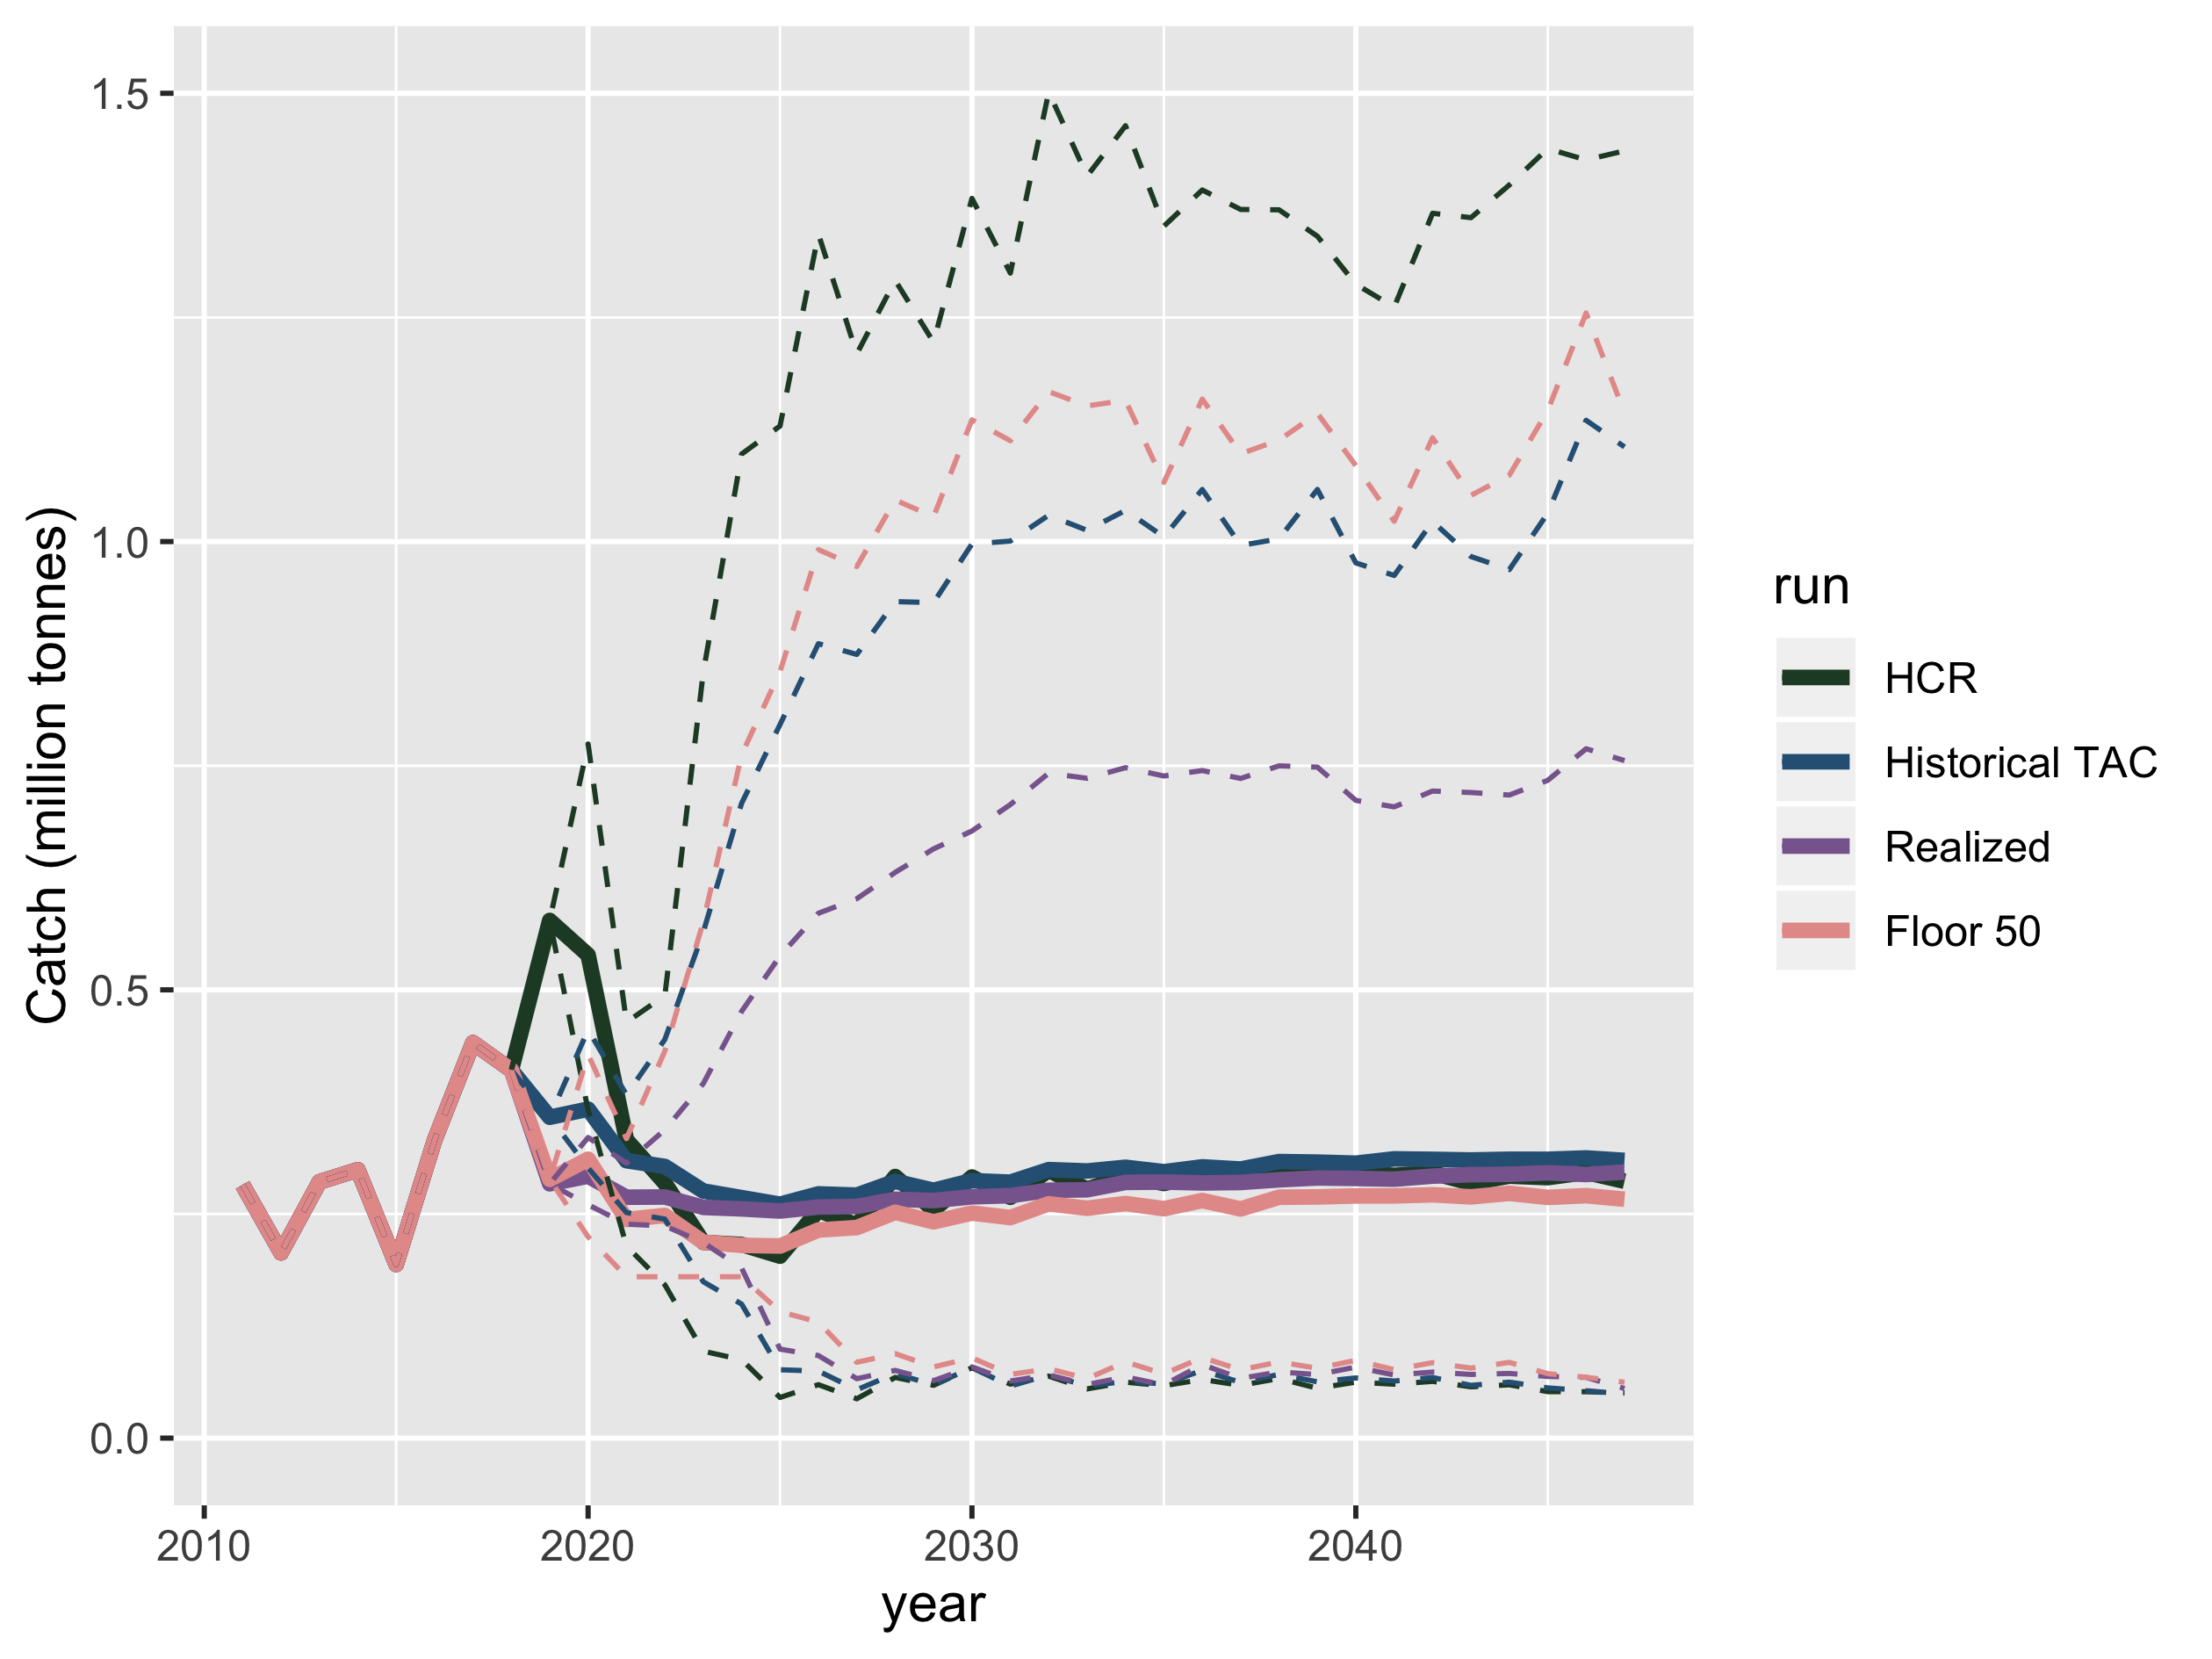 Catch (million tonnes)
1.5
1.0
0.5
0.0
2010
2020
2030
2040
year
run
HCR
Historical TAC
Realized
Floor 50